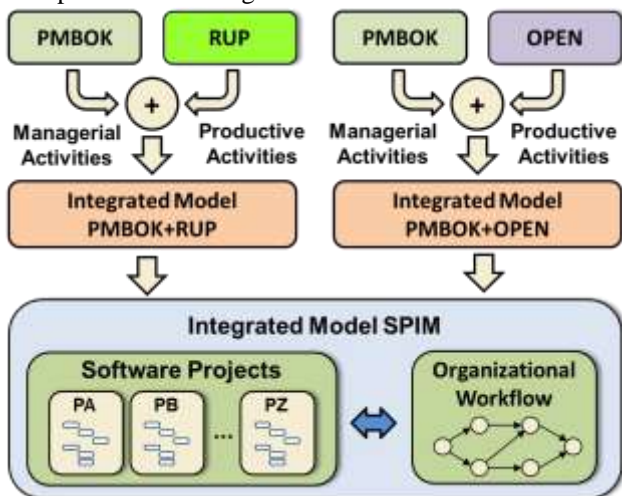 PMBOK
RUP
PMBOK
OPEN
+
+
Managerial
Activities
Productive
Activities
Managerial
Activities
Productive
Activities
Integrated Model
PMBOK+RUP
Integrated Model
PMBOK+OPEN
Integrated Model SPIM
Software Projects
PA
PB
...
PZ
Organizational
Workflow